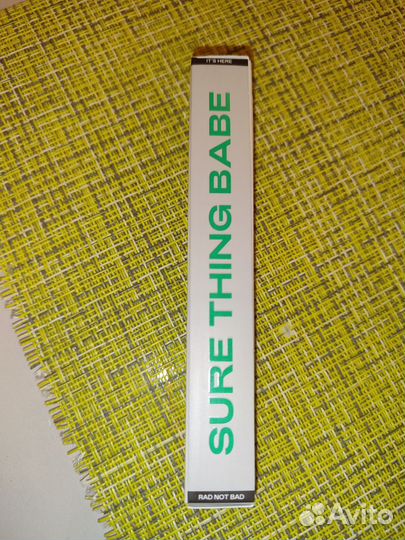 IT'S HERE
SURE THING BABE
RAD NOT BAD
Avito